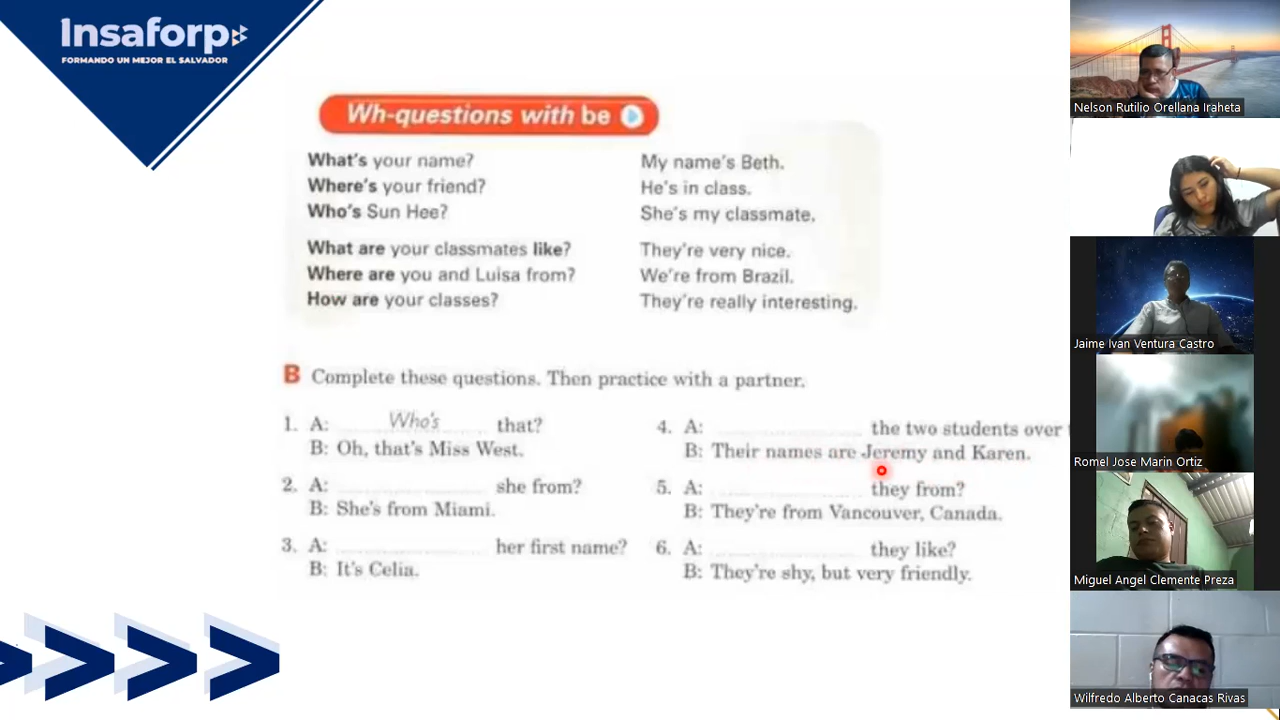 Insaforp
FORMANDO UN MEJOR EL SALVADOR
Wh-questions with be
What's your name? My name's Beth.
Where's your friend? He's in class.
Who's Sun Hee? She's my classmate.
What are your classmates like? They're very nice.
Where are you and Luisa from? We're from Brazil.
How are your classes? They're really interesting.
B Complete these questions. Then practice with a partner.
1. A: Who's that?
B: Oh, that's Miss West.
2. A: she from?
B: She's from Miami.
3. A: her first name?
B: It's Celia.
4. A: the two students over
B: Their names are Jeremy and Karen.
5. A: they from?
B: They're from Vancouver, Canada.
6. A: they like?
B: They're shy, but very friendly.
Nelson Rutilio Orellana Iraheta
Jaime Ivan Ventura Castro
Romel Jose Marin Ortiz
Miguel Angel Clemente Preza
Wilfredo Alberto Canacas Rivas